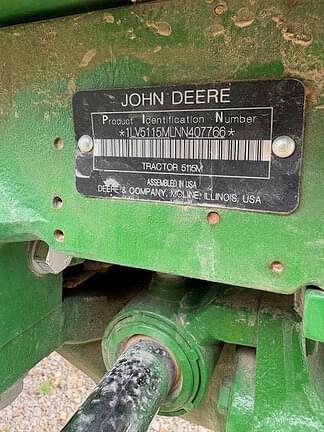 JOHN DEERE
Product Identification Number
*1LV5115MLNN407766*
TRACTOR 5115M
ASSEMBLED IN USA
DEERE & COMPANY, MOLINE, ILLINOIS, USA